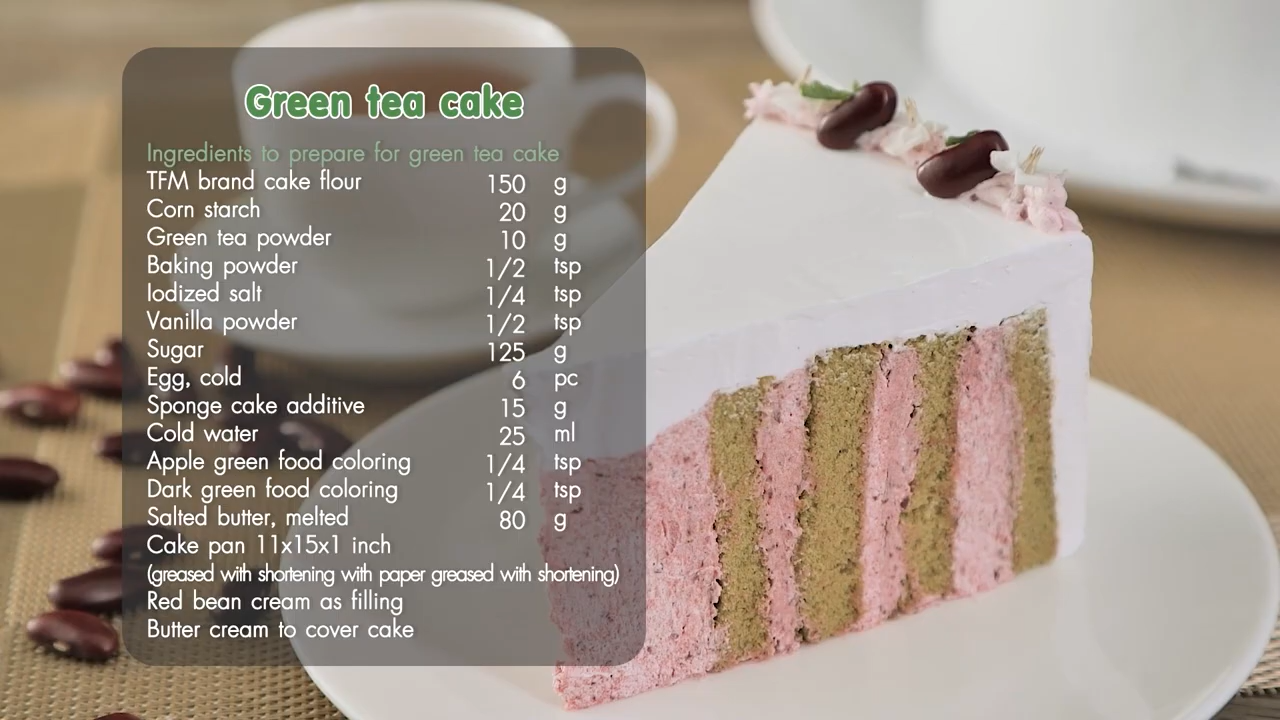 Green tea cake
Ingredients to prepare for green tea cake
TFM brand cake flour 150 g
Corn starch 20 g
Green tea powder 10 g
Baking powder 1/2 tsp
Iodized salt 1/4 tsp
Vanilla powder 1/2 tsp
Sugar 125 g
Egg, cold 6 pc
Sponge cake additive 15 g
Cold water 25 ml
Apple green food coloring 1/4 tsp
Dark green food coloring 1/4 tsp
Salted butter, melted 80 g
Cake pan 11x15x1 inch
(greased with shortening with paper greased with shortening)
Red bean cream as filling
Butter cream to cover cake